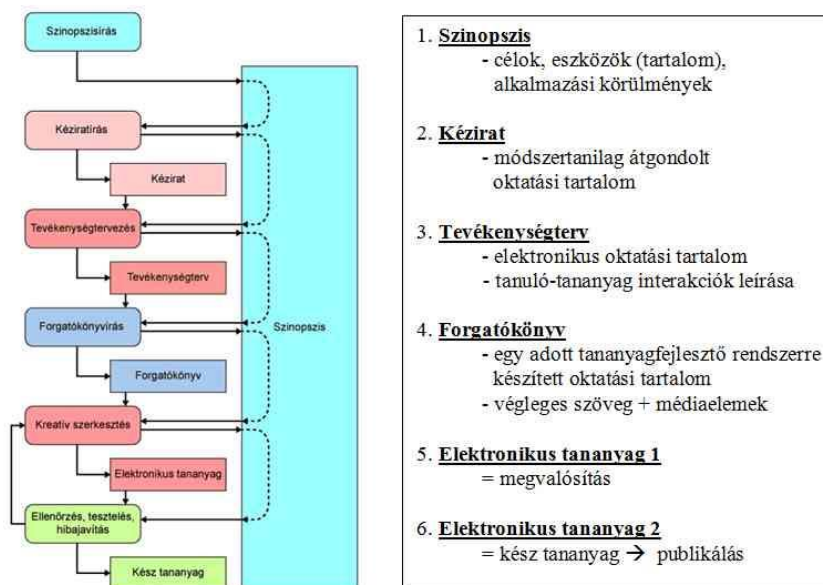 Szinopszisírás
Kéziratírás
Kézirat
Tevékenységtervezés
Tevékenységterv
Forgatókönyvírás
Szinopszis
Forgatókönyv
Kreatív szerkesztés
Elektronikus tananyag
Ellenőrzés, tesztelés,
hibajavítás
Kész tananyag
1. Szinopszis
- célok, eszközök (tartalom),
alkalmazási körülmények
2. Kézirat
- módszertanilag átgondolt
oktatási tartalom
3. Tevékenységterv
- elektronikus oktatási tartalom
- tanuló-tananyag interakciók leírása
4. Forgatókönyv
- egy adott tananyagfejlesztő rendszerre
készített oktatási tartalom
- végleges szöveg + médiaelemek
5. Elektronikus tananyag 1
= megvalósítás
6. Elektronikus tananyag 2
= kész tananyag → publikálás